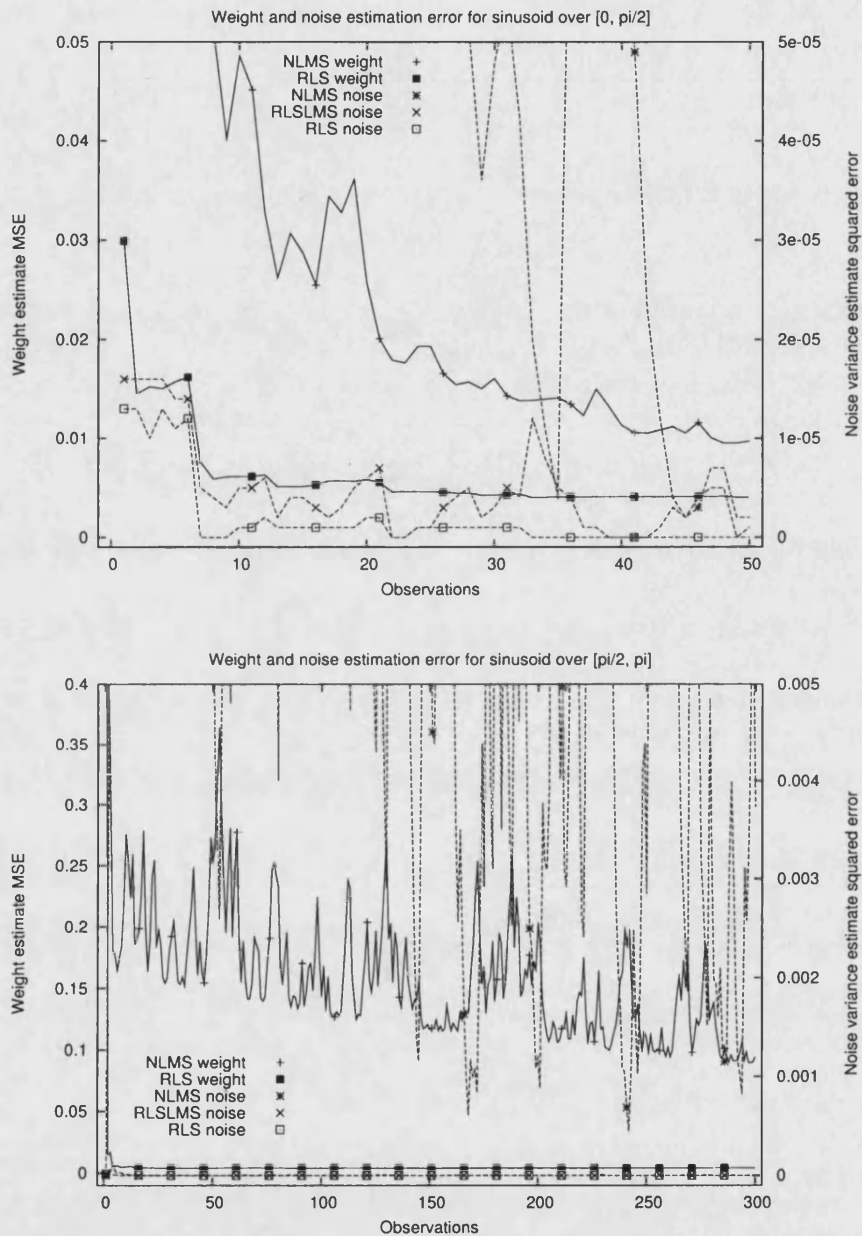 Weight and noise estimation error for sinusoid over [0, pi/2]
0.05
0.04
0.03
0.02
0.01
0
5e-05
4e-05
3e-05
2e-05
1e-05
0
NLMS weight
RLS weight
NLMS noise
RLSLMS noise
RLS noise
Weight estimate MSE
Noise variance estimate squared error
0 10 20 30 40 50
Observations
Weight and noise estimation error for sinusoid over [pi/2, pi]
0.4
0.35
0.3
0.25
0.2
0.15
0.1
0.05
0
0.005
0.004
0.003
0.002
0.001
0
NLMS weight
RLS weight
NLMS noise
RLSLMS noise
RLS noise
Weight estimate MSE
Noise variance estimate squared error
0 50 100 150 200 250 300
Observations